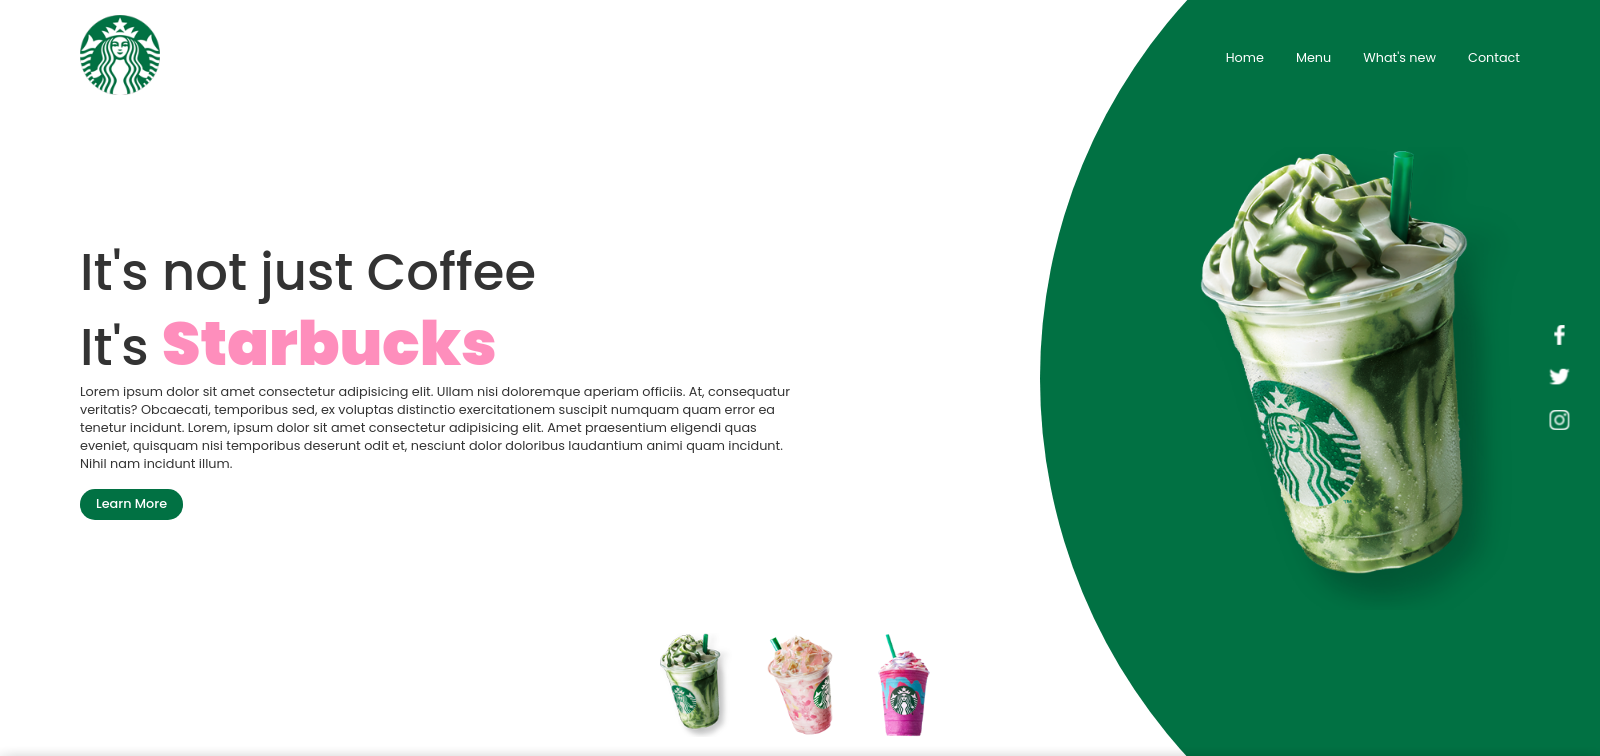 Home Menu What's new Contact
It's not just Coffee
It's Starbucks
Lorem ipsum dolor sit amet consectetur adipisicing elit. Ullam nisi doloremque aperiam officiis. At, consequatur
veritatis? Obcaecati, temporibus sed, ex voluptas distinctio exercitationem suscipit numquam quam error ea
tenetur incidunt. Lorem, ipsum dolor sit amet consectetur adipisicing elit. Amet praesentium eligendi quas
eveniet, quisquam nisi temporibus deserunt odit et, nesciunt dolor doloribus laudantium animi quam incidunt.
Nihil nam incidunt illum.
Learn More